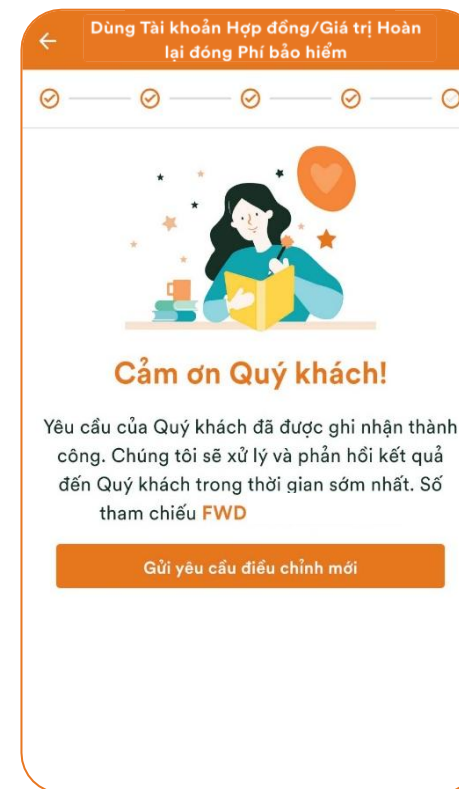 Dùng Tài khoản Hợp đồng/Giá trị Hoàn
lại đóng Phí bảo hiểm
Cảm ơn Quý khách!
Yêu cầu của Quý khách đã được ghi nhận thành
công. Chúng tôi sẽ xử lý và phản hồi kết quả
đến Quý khách trong thời gian sớm nhất. Số
tham chiếu FWD
Gửi yêu cầu điều chỉnh mới